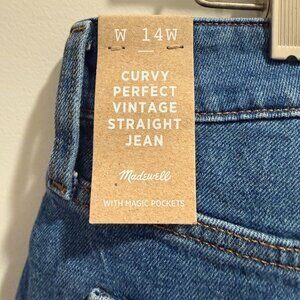 W 14W
CURVY
PERFECT
VINTAGE
STRAIGHT
JEAN
Madewell
WITH MAGIC POCKETS